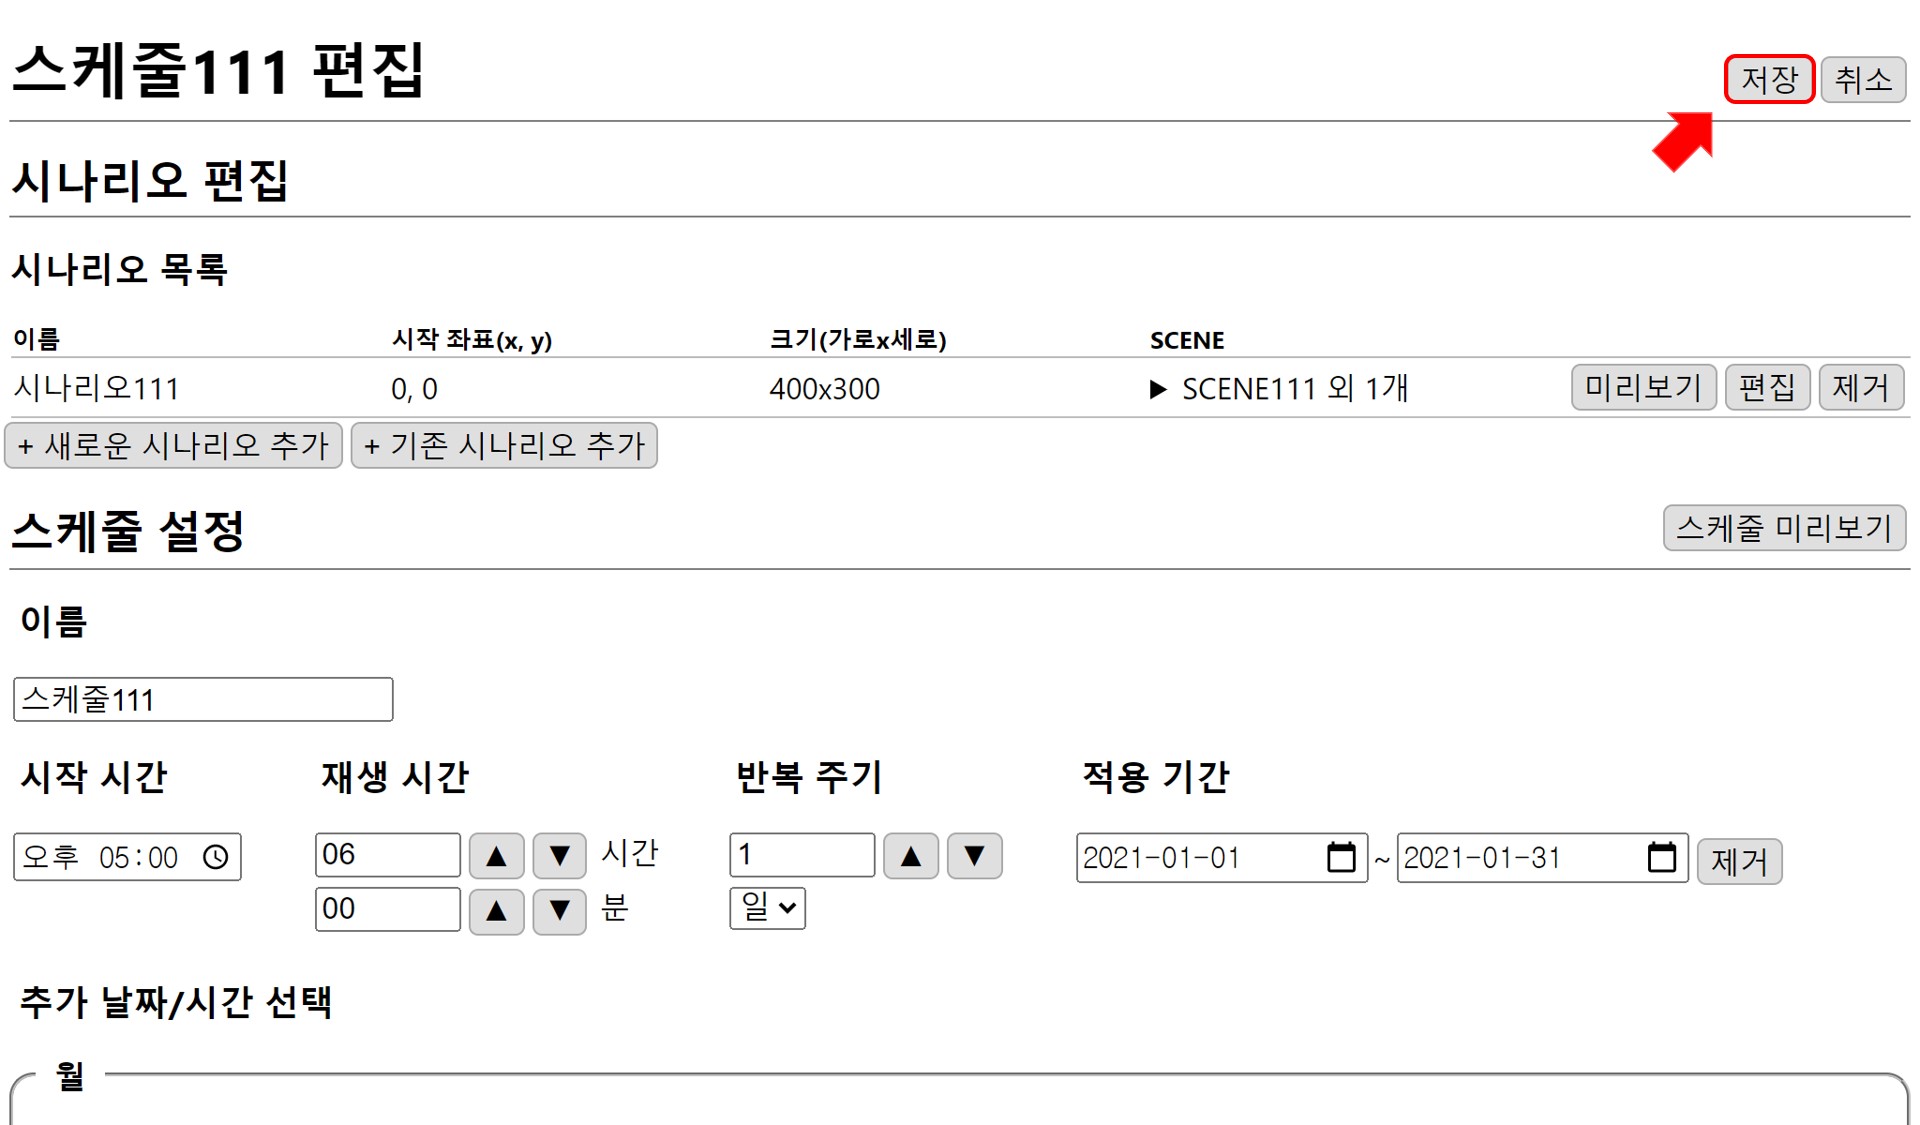 스케줄111 편집
저장 취소
시나리오 편집
시나리오 목록
이름 시작 좌표(x, y) 크기(가로x세로) SCENE
시나리오111 0, 0 400x300 ▶ SCENE111 외 1개 미리보기 편집 제거
+ 새로운 시나리오 추가 + 기존 시나리오 추가
스케줄 설정 스케줄 미리보기
이름
스케줄111
시작 시간 재생 시간 반복 주기 적용 기간
오후 05:00 06 ▲ ▼ 시간 1 ▲ ▼ 2021-01-01 ~ 2021-01-31 제거
00 ▲ ▼ 분 일
추가 날짜/시간 선택
월